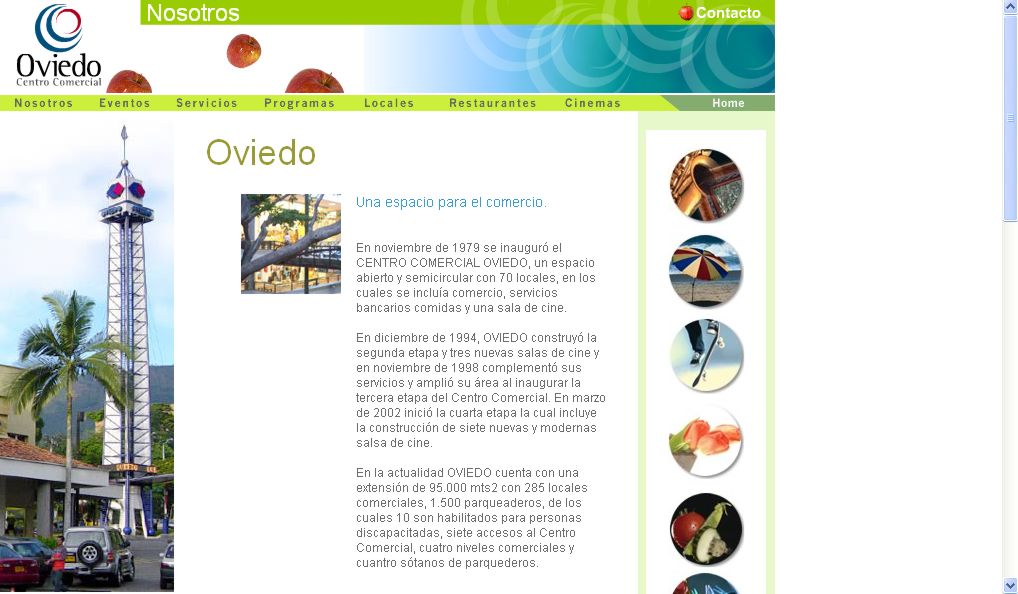 Nosotros
Contacto
Oviedo
Centro Comercial
Nosotros Eventos Servicios Programas Locales Restaurantes Cinemas Home
Oviedo
Una espacio para el comercio.
En noviembre de 1979 se inauguró el
CENTRO COMERCIAL OVIEDO, un espacio
abierto y semicircular con 70 locales, en los
cuales se incluía comercio, servicios
bancarios comidas y una sala de cine.
En diciembre de 1994, OVIEDO construyó la
segunda etapa y tres nuevas salas de cine y
en noviembre de 1998 complementó sus
servicios y amplió su área al inaugurar la
tercera etapa del Centro Comercial. En marzo
de 2002 inició la cuarta etapa la cual incluye
la construcción de siete nuevas y modernas
salsa de cine.
En la actualidad OVIEDO cuenta con una
extensión de 95.000 mts2 con 285 locales
comerciales, 1.500 parqueaderos, de los
cuales 10 son habilitados para personas
discapacitadas, siete accesos al Centro
Comercial, cuatro niveles comerciales y
cuantro sótanos de parquederos.
OVIEDO